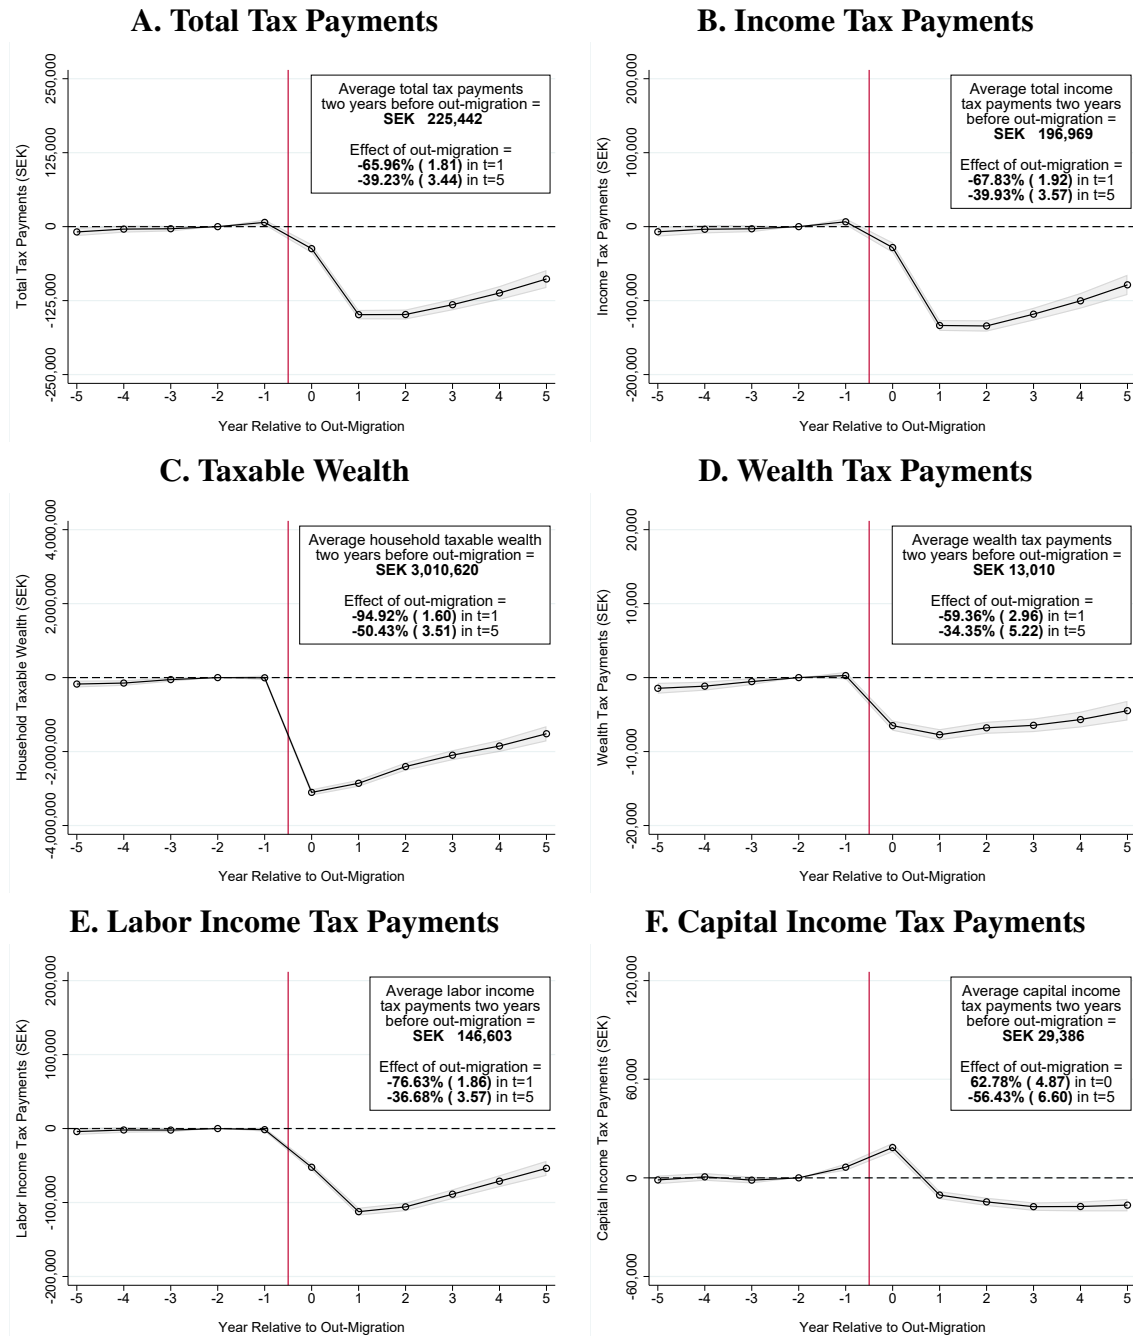 A. Total Tax Payments
Total Tax Payments (SEK)
250,000
125,000
0
-125,000
-250,000
Average total tax payments
two years before out-migration =
SEK 225,442
Effect of out-migration =
-65.96% ( 1.81) in t=1
-39.23% ( 3.44) in t=5
-5 -4 -3 -2 -1 0 1 2 3 4 5
Year Relative to Out-Migration
B. Income Tax Payments
Income Tax Payments (SEK)
200,000
100,000
0
-100,000
-200,000
Average total income
tax payments two years
before out-migration =
SEK 196,969
Effect of out-migration =
-67.83% ( 1.92) in t=1
-39.93% ( 3.57) in t=5
-5 -4 -3 -2 -1 0 1 2 3 4 5
Year Relative to Out-Migration
C. Taxable Wealth
Household Taxable Wealth (SEK)
4,000,000
2,000,000
0
-2,000,000
-4,000,000
Average household taxable wealth
two years before out-migration =
SEK 3,010,620
Effect of out-migration =
-94.92% ( 1.60) in t=1
-50.43% ( 3.51) in t=5
-5 -4 -3 -2 -1 0 1 2 3 4 5
Year Relative to Out-Migration
D. Wealth Tax Payments
Wealth Tax Payments (SEK)
20,000
10,000
0
-10,000
-20,000
Average wealth tax payments
two years before out-migration =
SEK 13,010
Effect of out-migration =
-59.36% ( 2.96) in t=1
-34.35% ( 5.22) in t=5
-5 -4 -3 -2 -1 0 1 2 3 4 5
Year Relative to Out-Migration
E. Labor Income Tax Payments
Labor Income Tax Payments (SEK)
200,000
100,000
0
-100,000
-200,000
Average labor income
tax payments two years
before out-migration =
SEK 146,603
Effect of out-migration =
-76.63% ( 1.86) in t=1
-36.68% ( 3.57) in t=5
-5 -4 -3 -2 -1 0 1 2 3 4 5
Year Relative to Out-Migration
F. Capital Income Tax Payments
Capital Income Tax Payments (SEK)
120,000
60,000
0
-60,000
Average capital income
tax payments two years
before out-migration =
SEK 29,386
Effect of out-migration =
62.78% ( 4.87) in t=0
-56.43% ( 6.60) in t=5
-5 -4 -3 -2 -1 0 1 2 3 4 5
Year Relative to Out-Migration